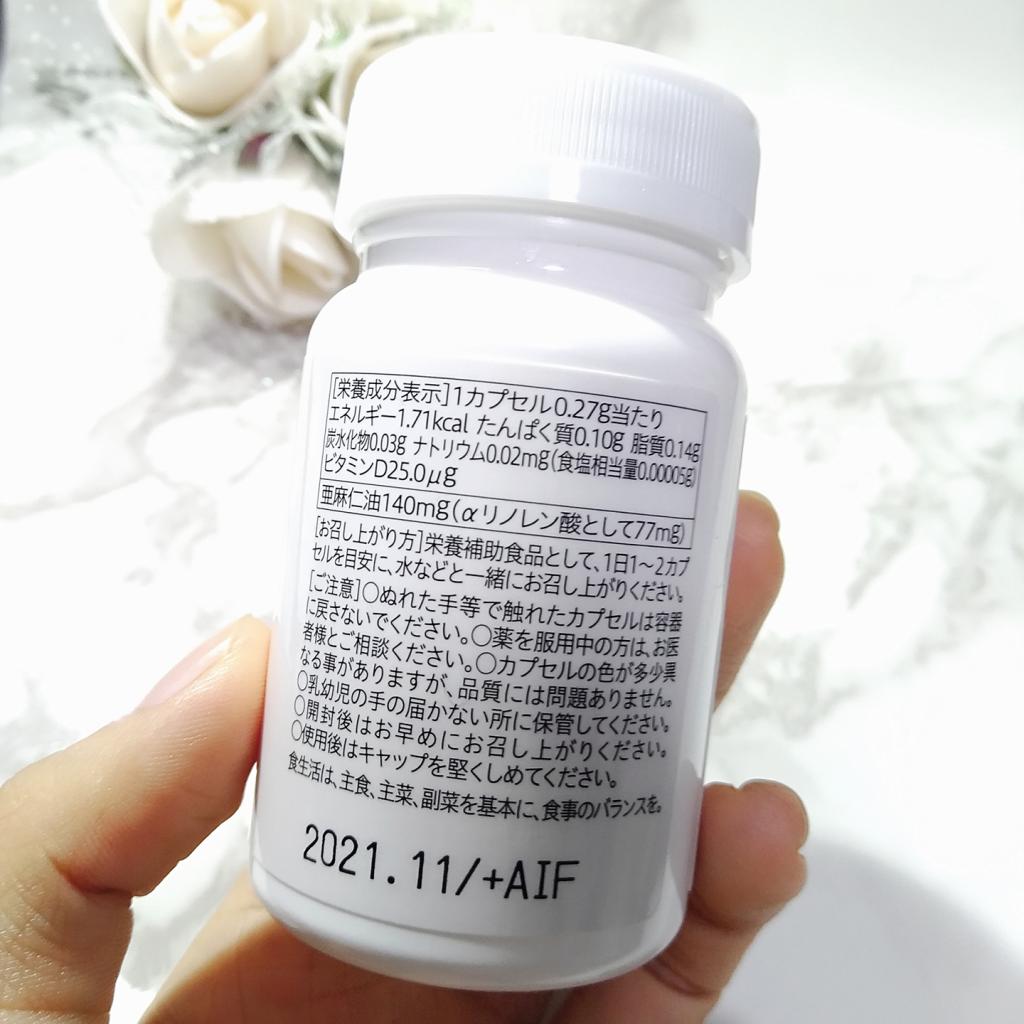 [栄養成分表示]1カプセル0.27g当たり
エネルギー1.71kcal たんぱく質0.10g 脂質0.14g
炭水化物0.03g ナトリウム0.02mg(食塩相当量0.00005g)
ビタミンD25.0μg
亜麻仁油140mg(αリノレン酸として77mg)
[お召し上がり方]栄養補助食品として、1日1~2カプ
セルを目安に、水などと一緒にお召し上がりください。
[ご注意]○ぬれた手等で触れたカプセルは容器
に戻さないでください。○薬を服用中の方は、お医
者様とご相談ください。○カプセルの色が多少異
なる事がありますが、品質には問題ありません。
○乳幼児の手の届かない所に保管してください。
○開封後はお早めにお召し上がりください。
○使用後はキャップを堅くしめてください。
食生活は、主食、主菜、副菜を基本に、食事のバランスを。
2021.11/+AIF